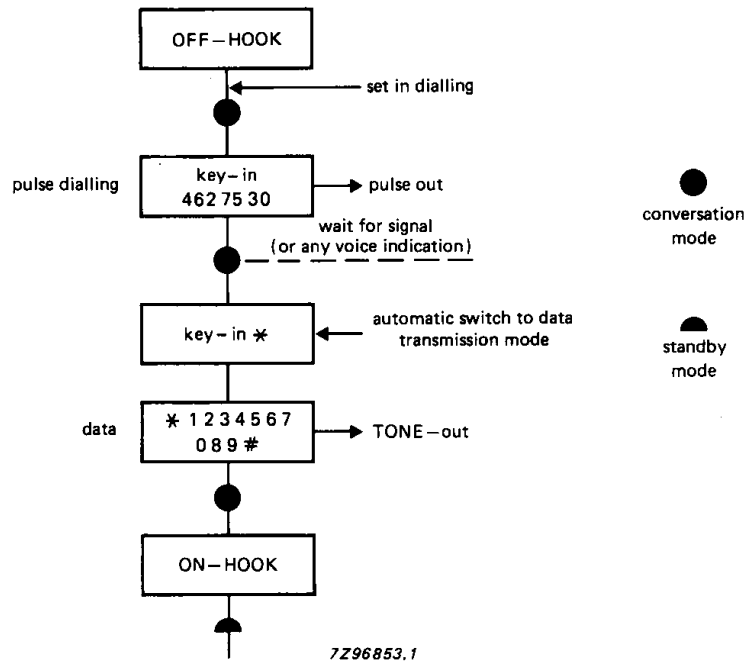 OFF-HOOK
set in dialling
pulse dialling
key-in
462 75 30
pulse out
conversation
mode
wait for signal
(or any voice indication)
key-in *
automatic switch to data
transmission mode
standby
mode
data
* 1 2 3 4 5 6 7
0 8 9 #
TONE-out
ON-HOOK
7Z96853.1